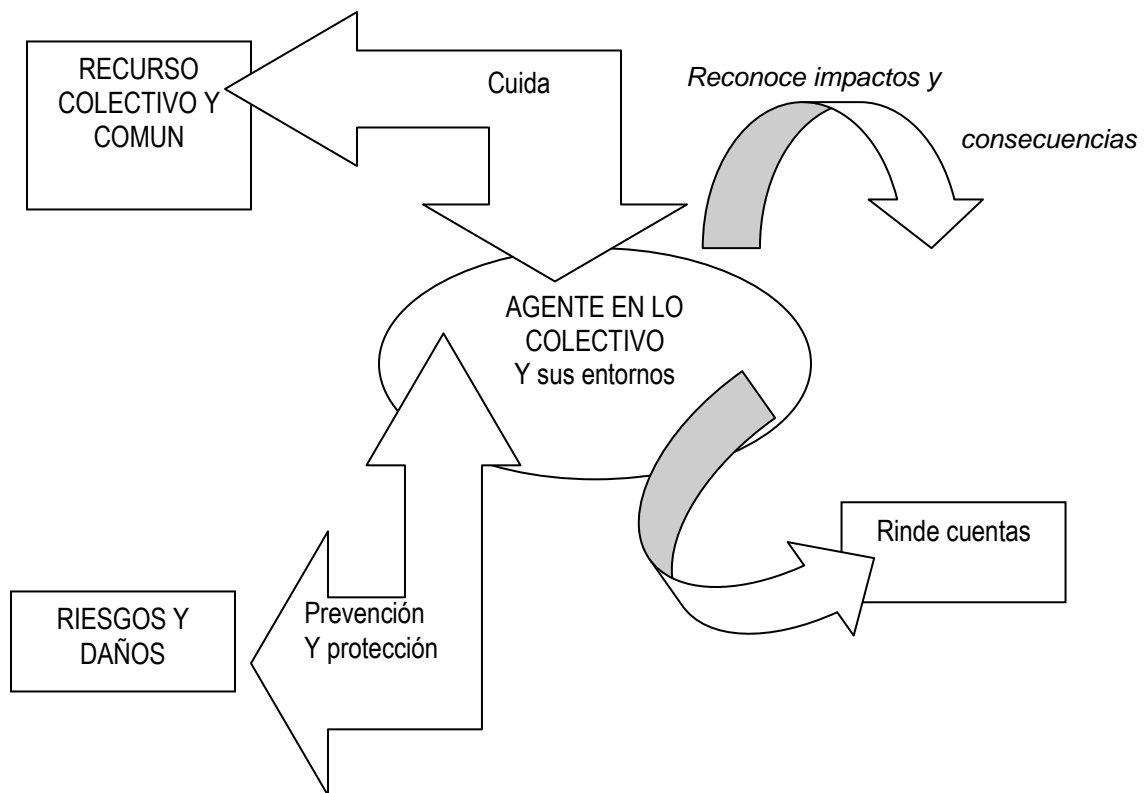 RECURSO
COLECTIVO Y
COMUN
Cuida
Reconoce impactos y
consecuencias
AGENTE EN LO
COLECTIVO
Y sus entornos
Rinde cuentas
RIESGOS Y
DAÑOS
Prevención
Y protección